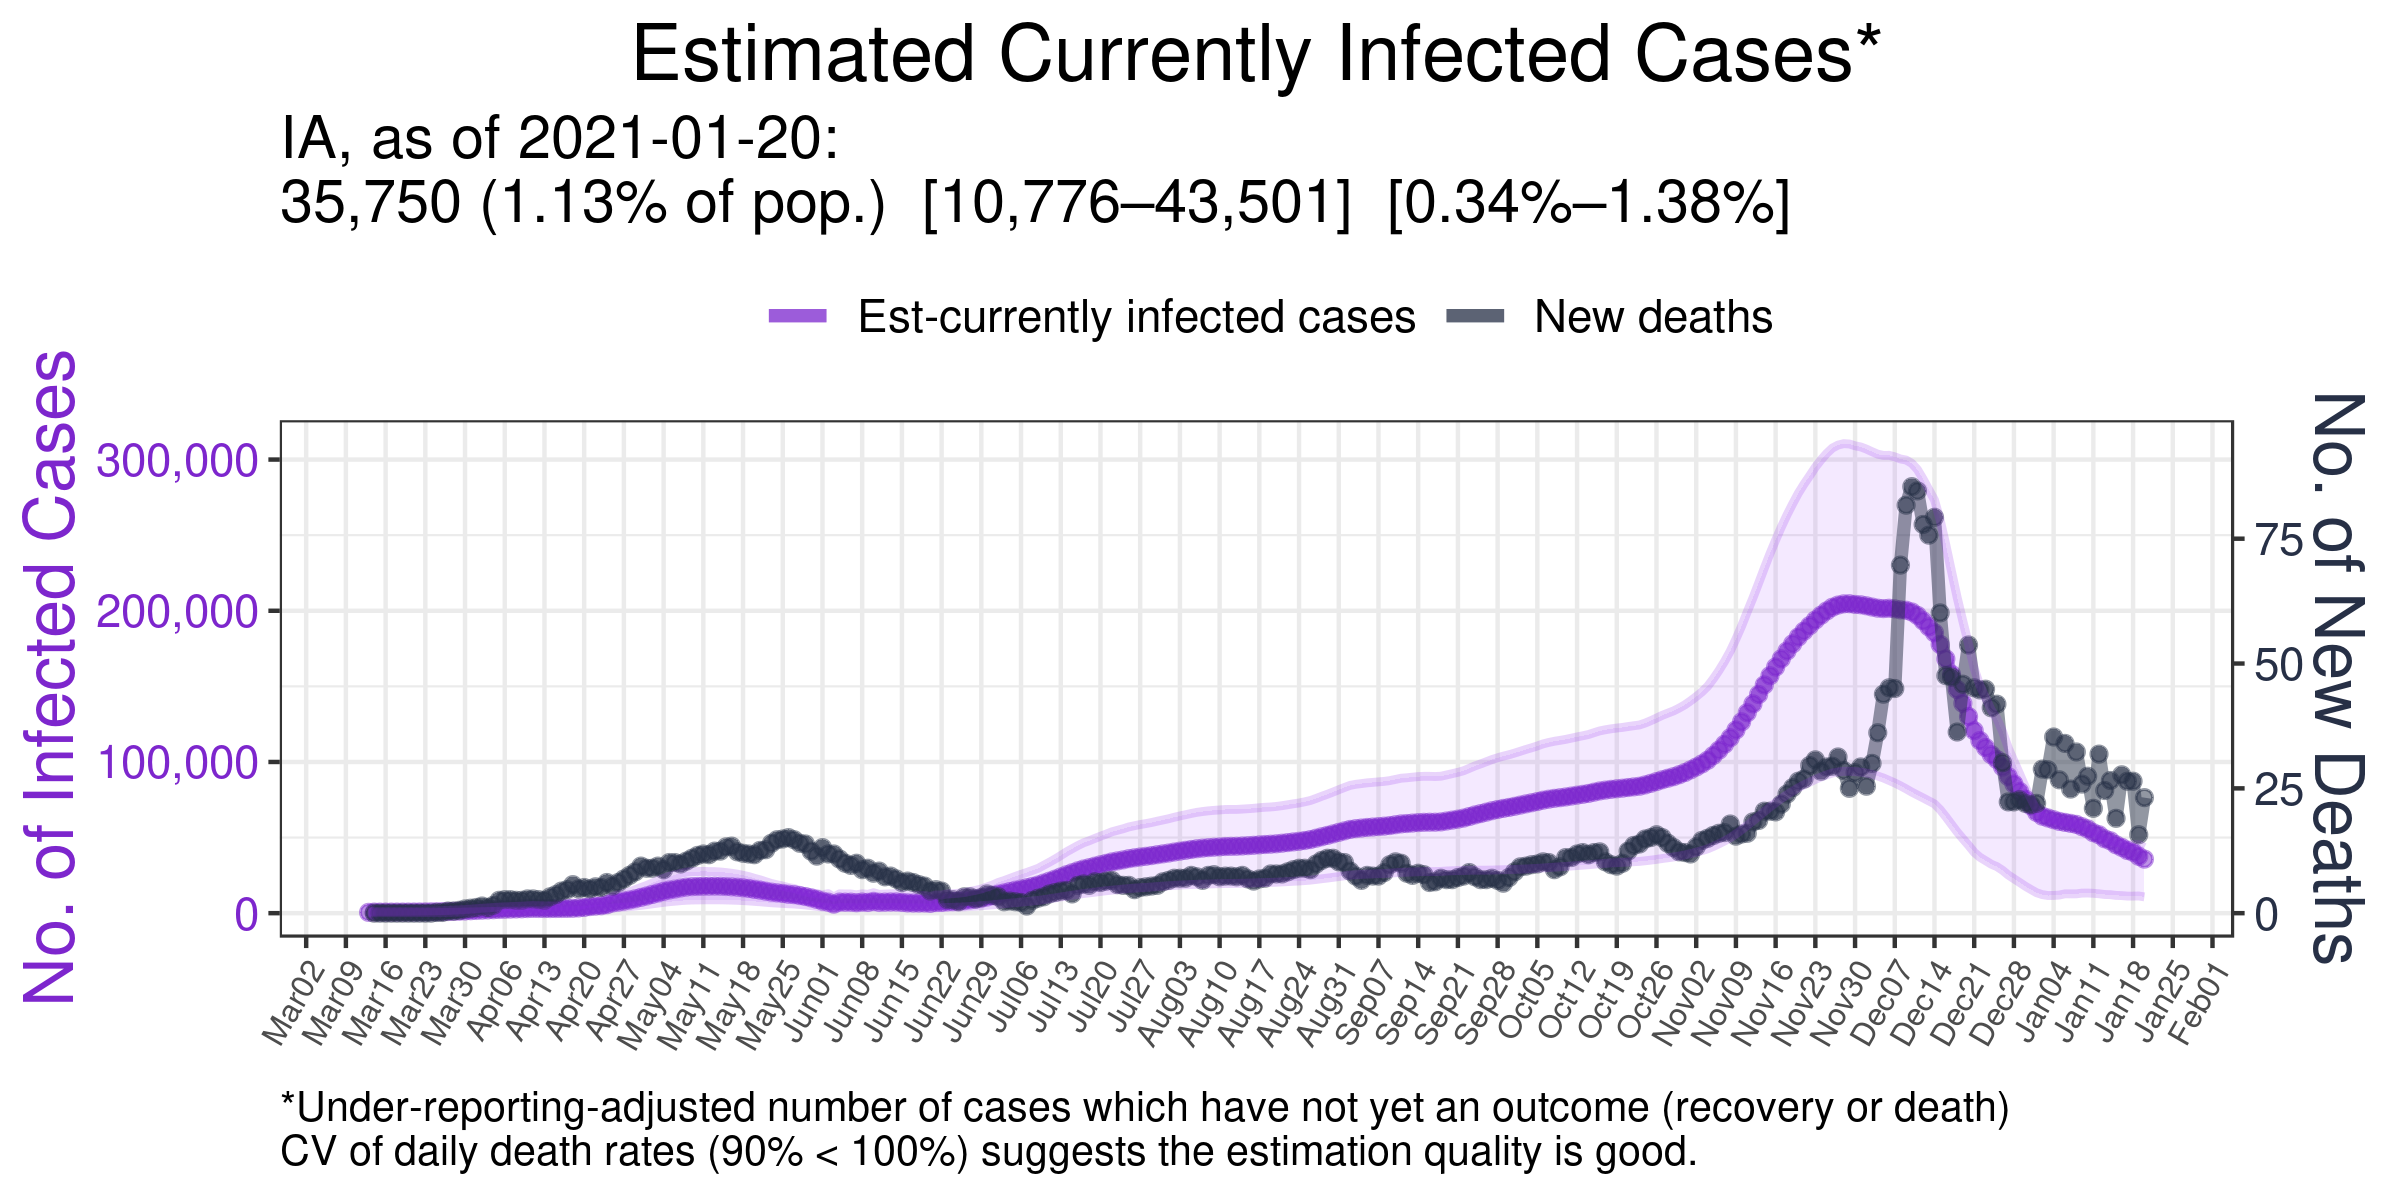 Estimated Currently Infected Cases*
IA, as of 2021-01-20:
35,750 (1.13% of pop.)  [10,776–43,501]  [0.34%–1.38%]
Est-currently infected cases
New deaths
No. of Infected Cases
300,000
200,000
100,000
0
No. of New Deaths
75
50
25
0
Mar02
Mar09
Mar16
Mar23
Mar30
Apr06
Apr13
Apr20
Apr27
May04
May11
May18
May25
Jun01
Jun08
Jun15
Jun22
Jun29
Jul06
Jul13
Jul20
Jul27
Aug03
Aug10
Aug17
Aug24
Aug31
Sep07
Sep14
Sep21
Sep28
Oct05
Oct12
Oct19
Oct26
Nov02
Nov09
Nov16
Nov23
Nov30
Dec07
Dec14
Dec21
Dec28
Jan04
Jan11
Jan18
Jan25
Feb01
*Under-reporting-adjusted number of cases which have not yet an outcome (recovery or death)
CV of daily death rates (90% < 100%) suggests the estimation quality is good.